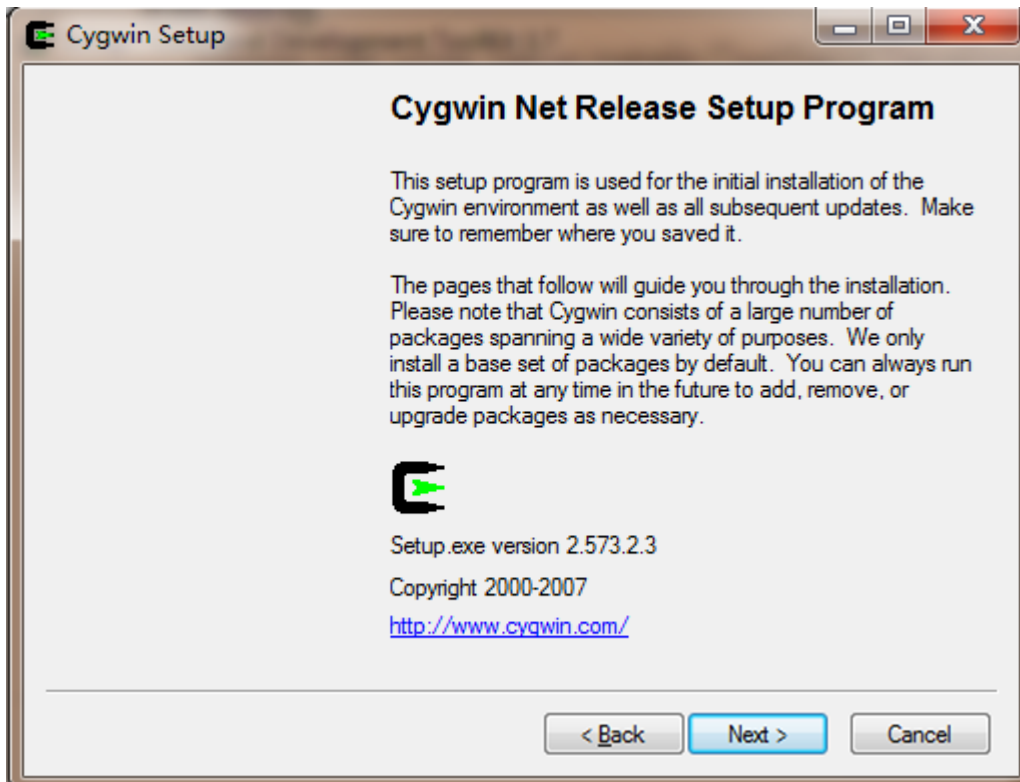 Cygwin Setup
Cygwin Net Release Setup Program
This setup program is used for the initial installation of the
Cygwin environment as well as all subsequent updates.  Make
sure to remember where you saved it.
The pages that follow will guide you through the installation.
Please note that Cygwin consists of a large number of
packages spanning a wide variety of purposes.  We only
install a base set of packages by default.  You can always run
this program at any time in the future to add, remove, or
upgrade packages as necessary.
Setup.exe version 2.573.2.3
Copyright 2000-2007
http://www.cygwin.com/
< Back
Next >
Cancel